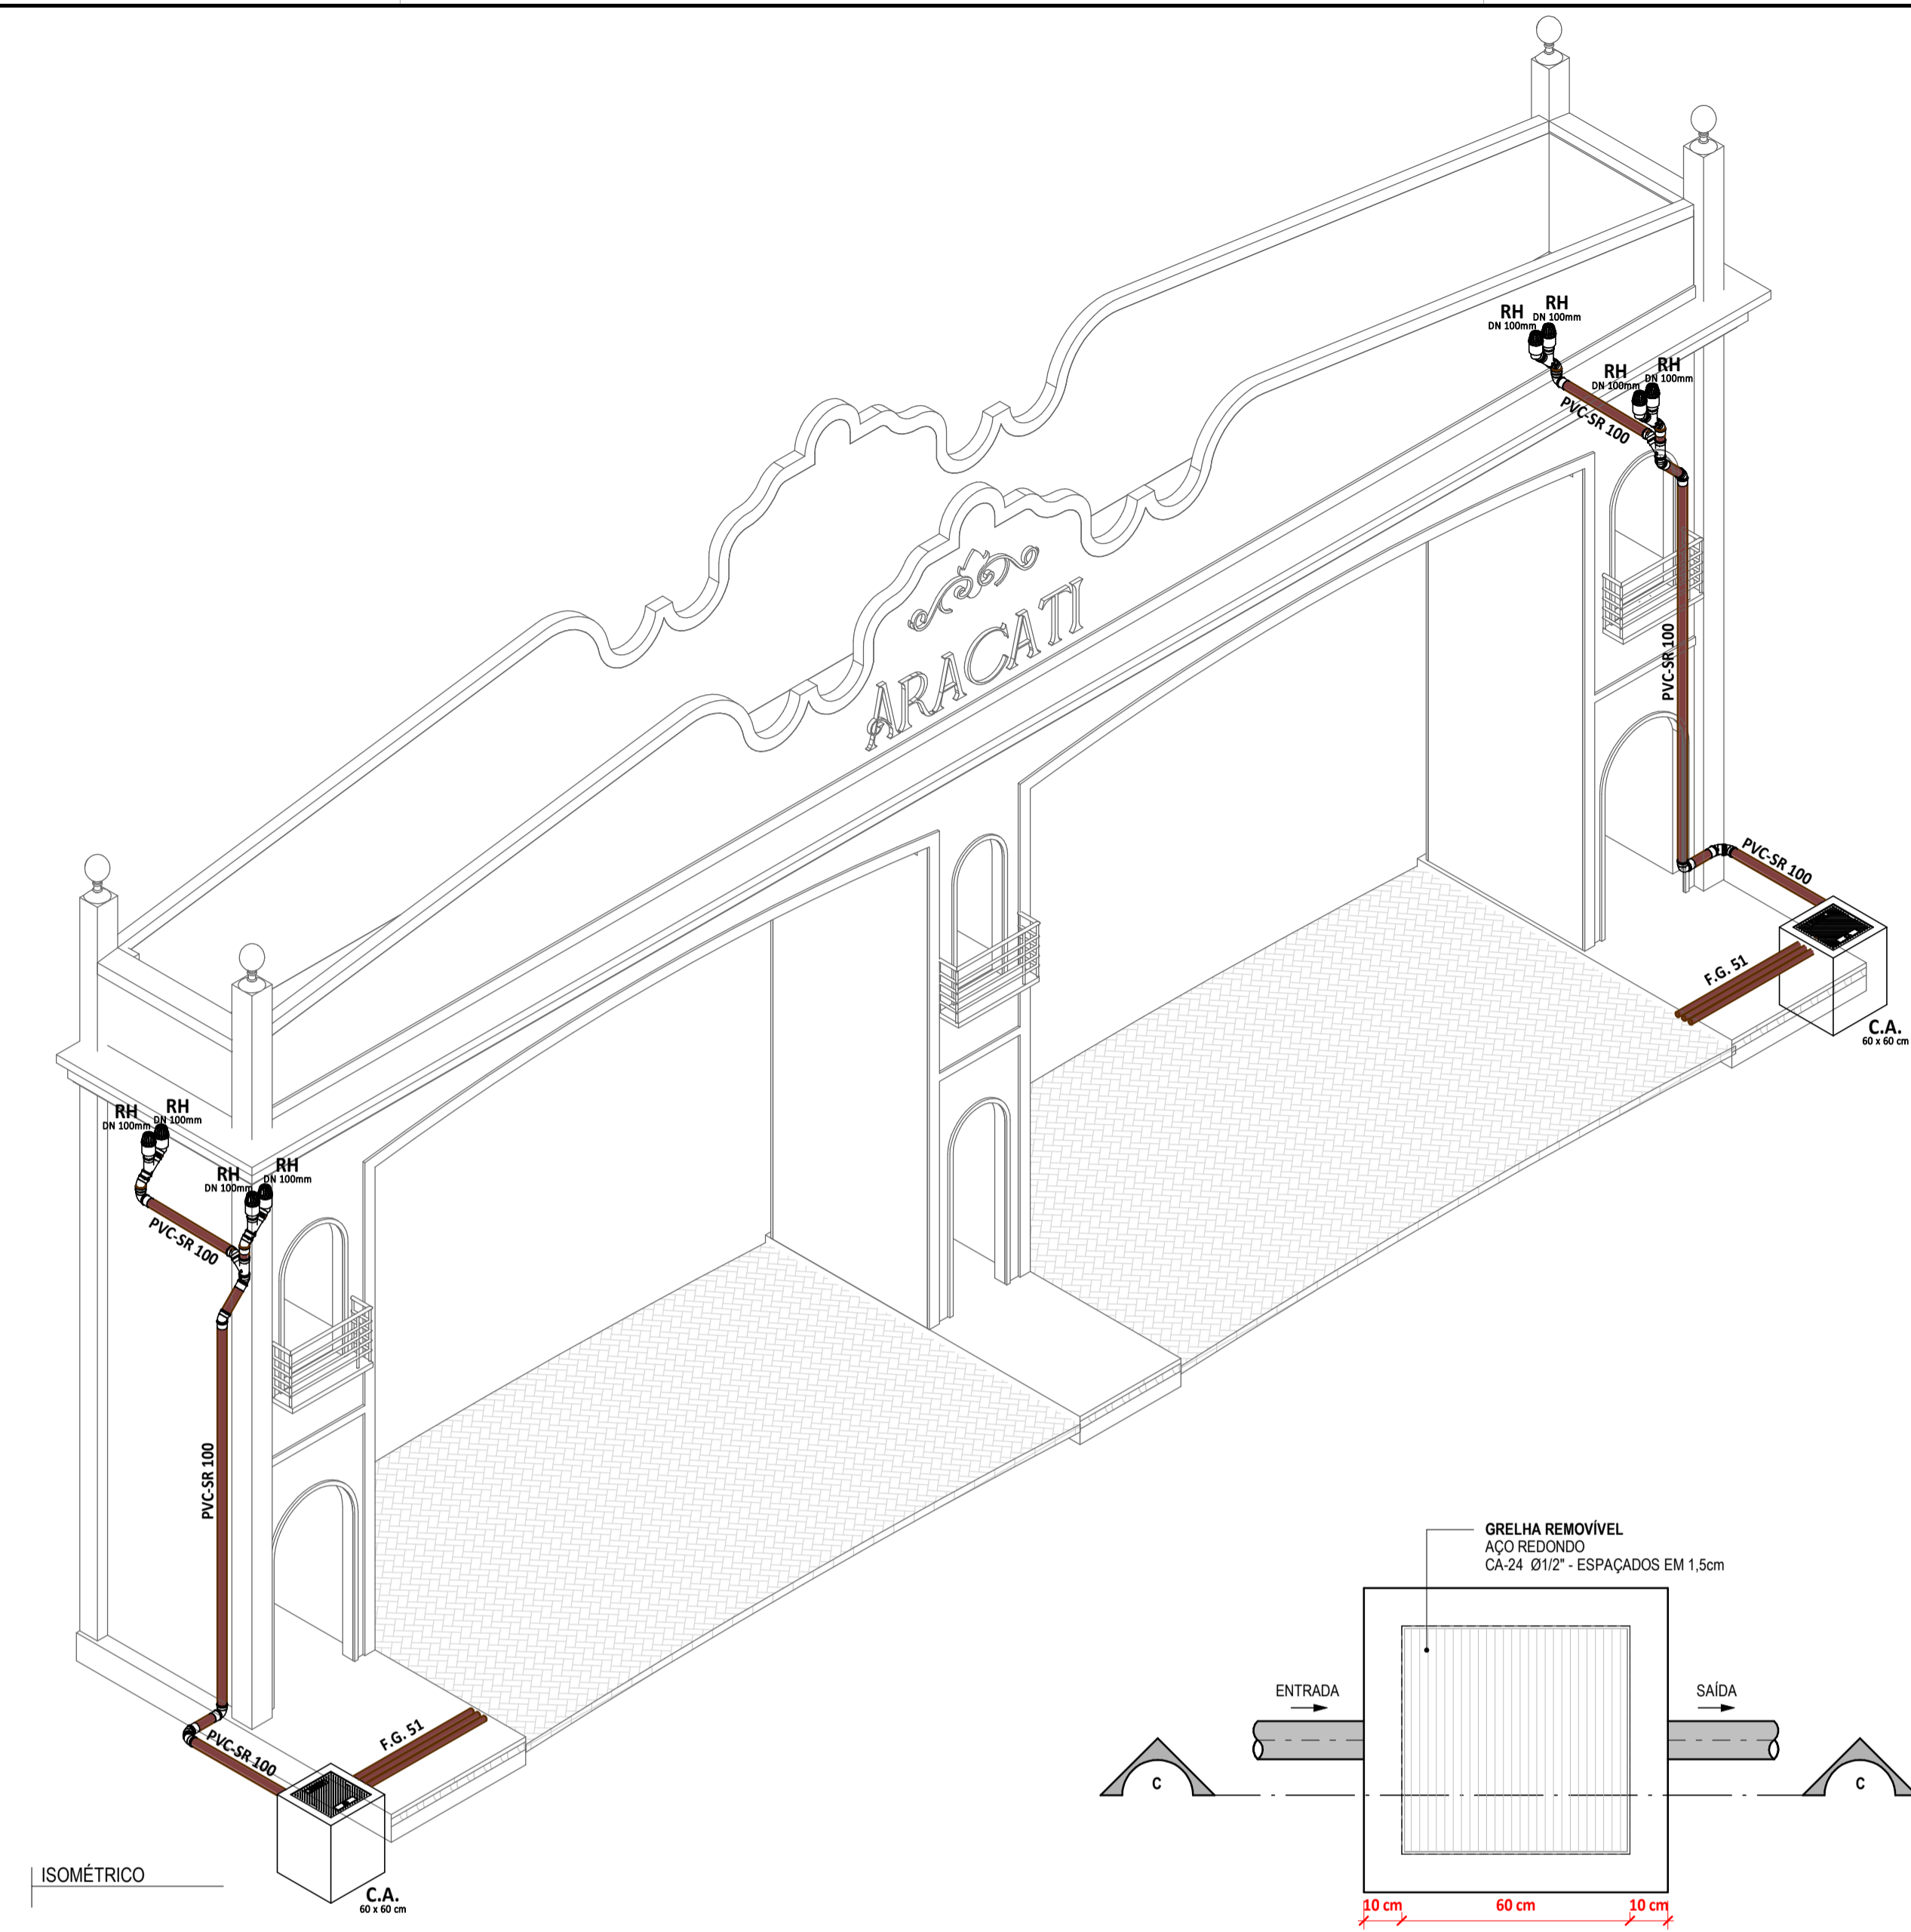 RH
DN 100mm
RH
DN 100mm
RH
DN 100mm
RH
DN 100mm
PVC-SR 100
PVC-SR 100
PVC-SR 100
F.G. 51
C.A.
60 x 60 cm
ARACATI
RH
DN 100mm
RH
DN 100mm
RH
DN 100mm
RH
DN 100mm
PVC-SR 100
PVC-SR 100
PVC-SR 100
F.G. 51
C.A.
60 x 60 cm
ISOMÉTRICO
GRELHA REMOVÍVEL
AÇO REDONDO
CA-24 Ø1/2" - ESPAÇADOS EM 1,5cm
ENTRADA
SAÍDA
C
C
10 cm
60 cm
10 cm